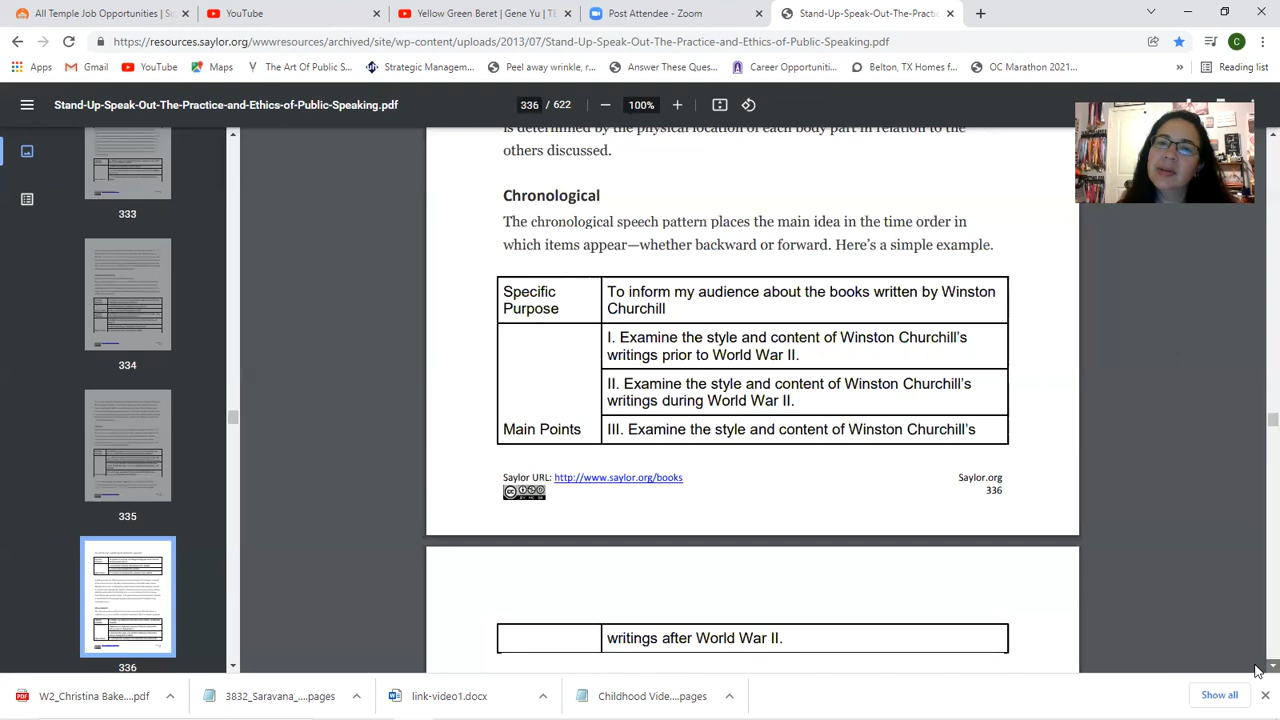 All Temple Job Opportunities | Sig
YouTube
Yellow Green Beret | Gene Yu | TE
Post Attendee - Zoom
Stand-Up-Speak-Out-The-Practic
https://resources.saylor.org/wwwresources/archived/site/wp-content/uploads/2013/07/Stand-Up-Speak-Out-The-Practice-and-Ethics-of-Public-Speaking.pdf
C
Apps
Gmail
YouTube
Maps
The Art Of Public S...
Strategic Managem...
Peel away wrinkle, r...
Answer These Ques...
Career Opportuniti...
Belton, TX Homes f...
OC Marathon 2021...
»
Reading list
Stand-Up-Speak-Out-The-Practice-and-Ethics-of-Public-Speaking.pdf
336 / 622
100%
333
334
335
336
is determined by the physical location of each body part in relation to the
others discussed.
Chronological
The chronological speech pattern places the main idea in the time order in
which items appear—whether backward or forward. Here’s a simple example.
Specific
Purpose
To inform my audience about the books written by Winston
Churchill
I. Examine the style and content of Winston Churchill’s
writings prior to World War II.
II. Examine the style and content of Winston Churchill’s
writings during World War II.
Main Points
III. Examine the style and content of Winston Churchill’s
Saylor URL: http://www.saylor.org/books
Saylor.org
336
writings after World War II.
W2_Christina Bake....pdf
3832_Saravana_....pages
link-video1.docx
Childhood Vide....pages
Show all